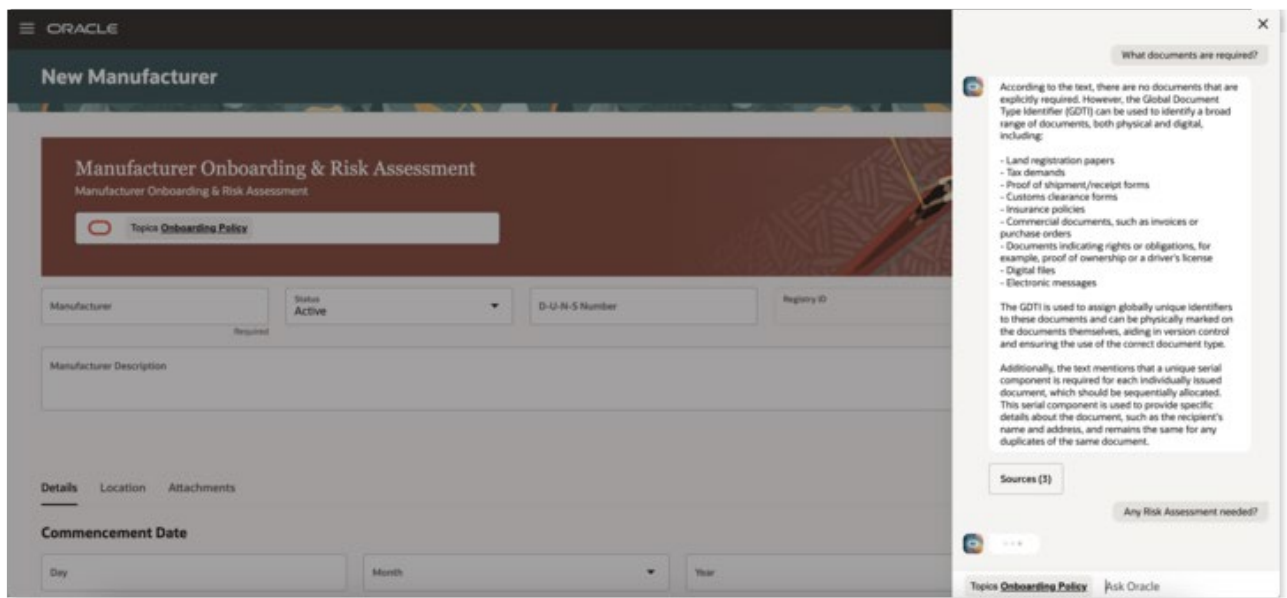 ORACLE
New Manufacturer
Manufacturer Onboarding & Risk Assessment
Manufacturer Onboarding & Risk Assessment
Topics Onboarding Policy
Manufacturer
Required
Status
Active
D-U-N-S Number
Registry ID
Manufacturer Description
Details Location Attachments
Commencement Date
Day
Month
Year
What documents are required?
According to the text, there are no documents that are
explicitly required. However, the Global Document
Type Identifier (GDTI) can be used to identify a broad
range of documents, both physical and digital,
including:
- Land registration papers
- Tax demands
- Proof of shipment/receipt forms
- Customs clearance forms
- Insurance policies
- Commercial documents, such as invoices or
purchase orders
- Documents indicating rights or obligations, for
example, proof of ownership or a driver's license
- Digital files
- Electronic messages
The GDTI is used to assign globally unique identifiers
to these documents and can be physically marked on
the documents themselves, aiding in version control
and ensuring the use of the correct document type.
Additionally, the text mentions that a unique serial
component is required for each individually issued
document, which should be sequentially allocated.
This serial component is used to provide specific
details about the document, such as the recipient's
name and address, and remains the same for any
duplicates of the same document.
Sources (3)
Any Risk Assessment needed?
Topics Onboarding Policy Ask Oracle